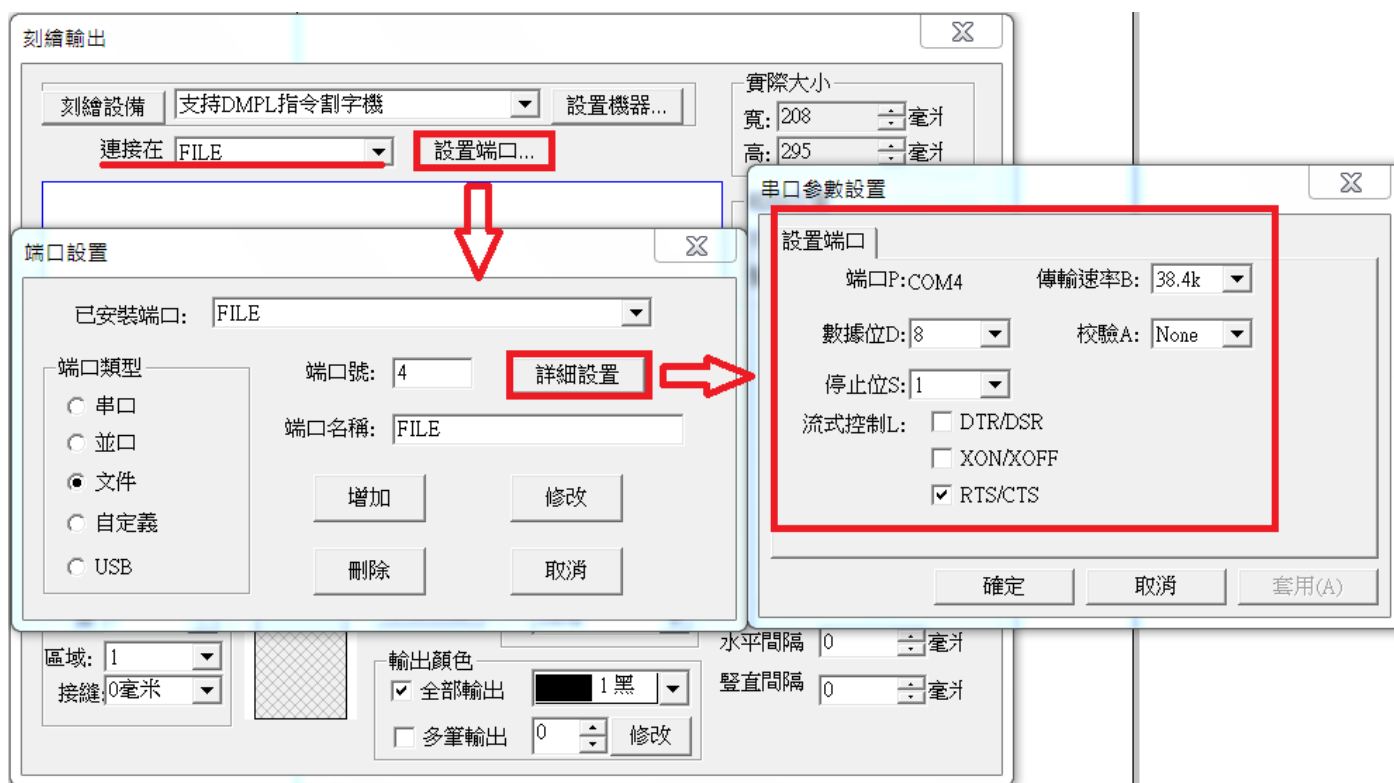 刻繪輸出
刻繪設備 支持DMPL指令割字機 設置機器...
連接在 FILE 設置端口...
實際大小
寬: 208 毫米
高: 295 毫米
端口設置
已安裝端口: FILE
端口類型
串口
並口
文件
自定義
USB
端口號: 4 詳細設置
端口名稱: FILE
增加 修改
刪除 取消
串口參數設置
設置端口
端口P:COM4 傳輸速率B: 38.4k
數據位D: 8 校驗A: None
停止位S: 1
流式控制L: DTR/DSR
XON/XOFF
RTS/CTS
確定 取消 套用(A)
區域: 1
接縫: 0毫米
輸出顏色
全部輸出 1黑
多筆輸出 0 修改
水平間隔 0 毫米
豎直間隔 0 毫米